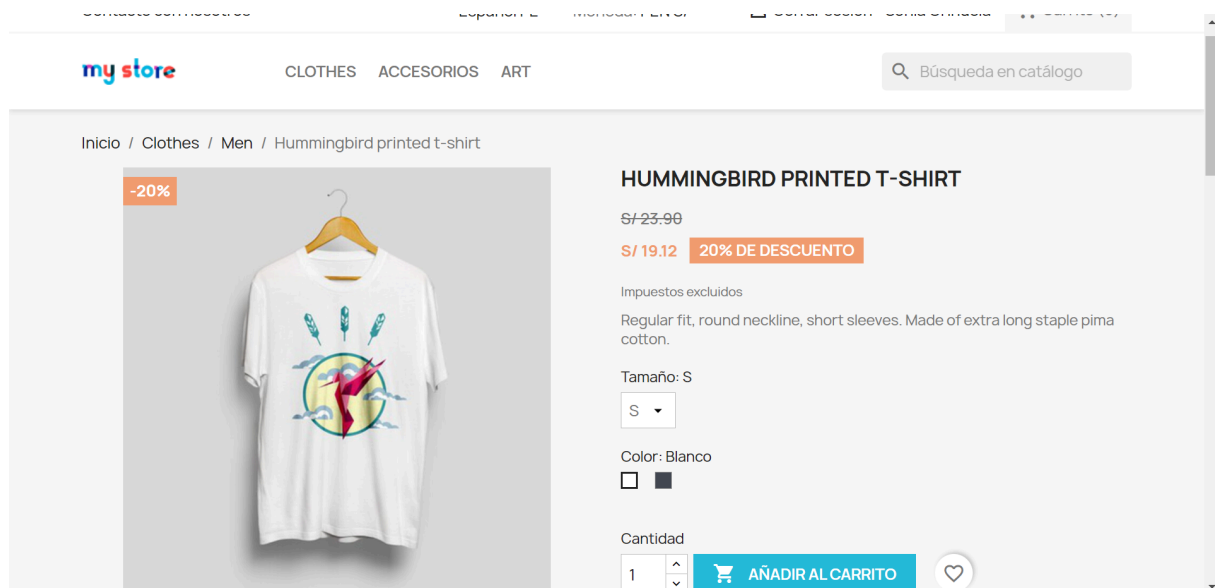 my store
CLOTHES ACCESORIOS ART
Búsqueda en catálogo
Inicio / Clothes / Men / Hummingbird printed t-shirt
-20%
HUMMINGBIRD PRINTED T-SHIRT
S/ 23.90
S/ 19.12 20% DE DESCUENTO
Impuestos excluidos
Regular fit, round neckline, short sleeves. Made of extra long staple pima
cotton.
Tamaño: S
S
Color: Blanco
Cantidad
1 AÑADIR AL CARRITO